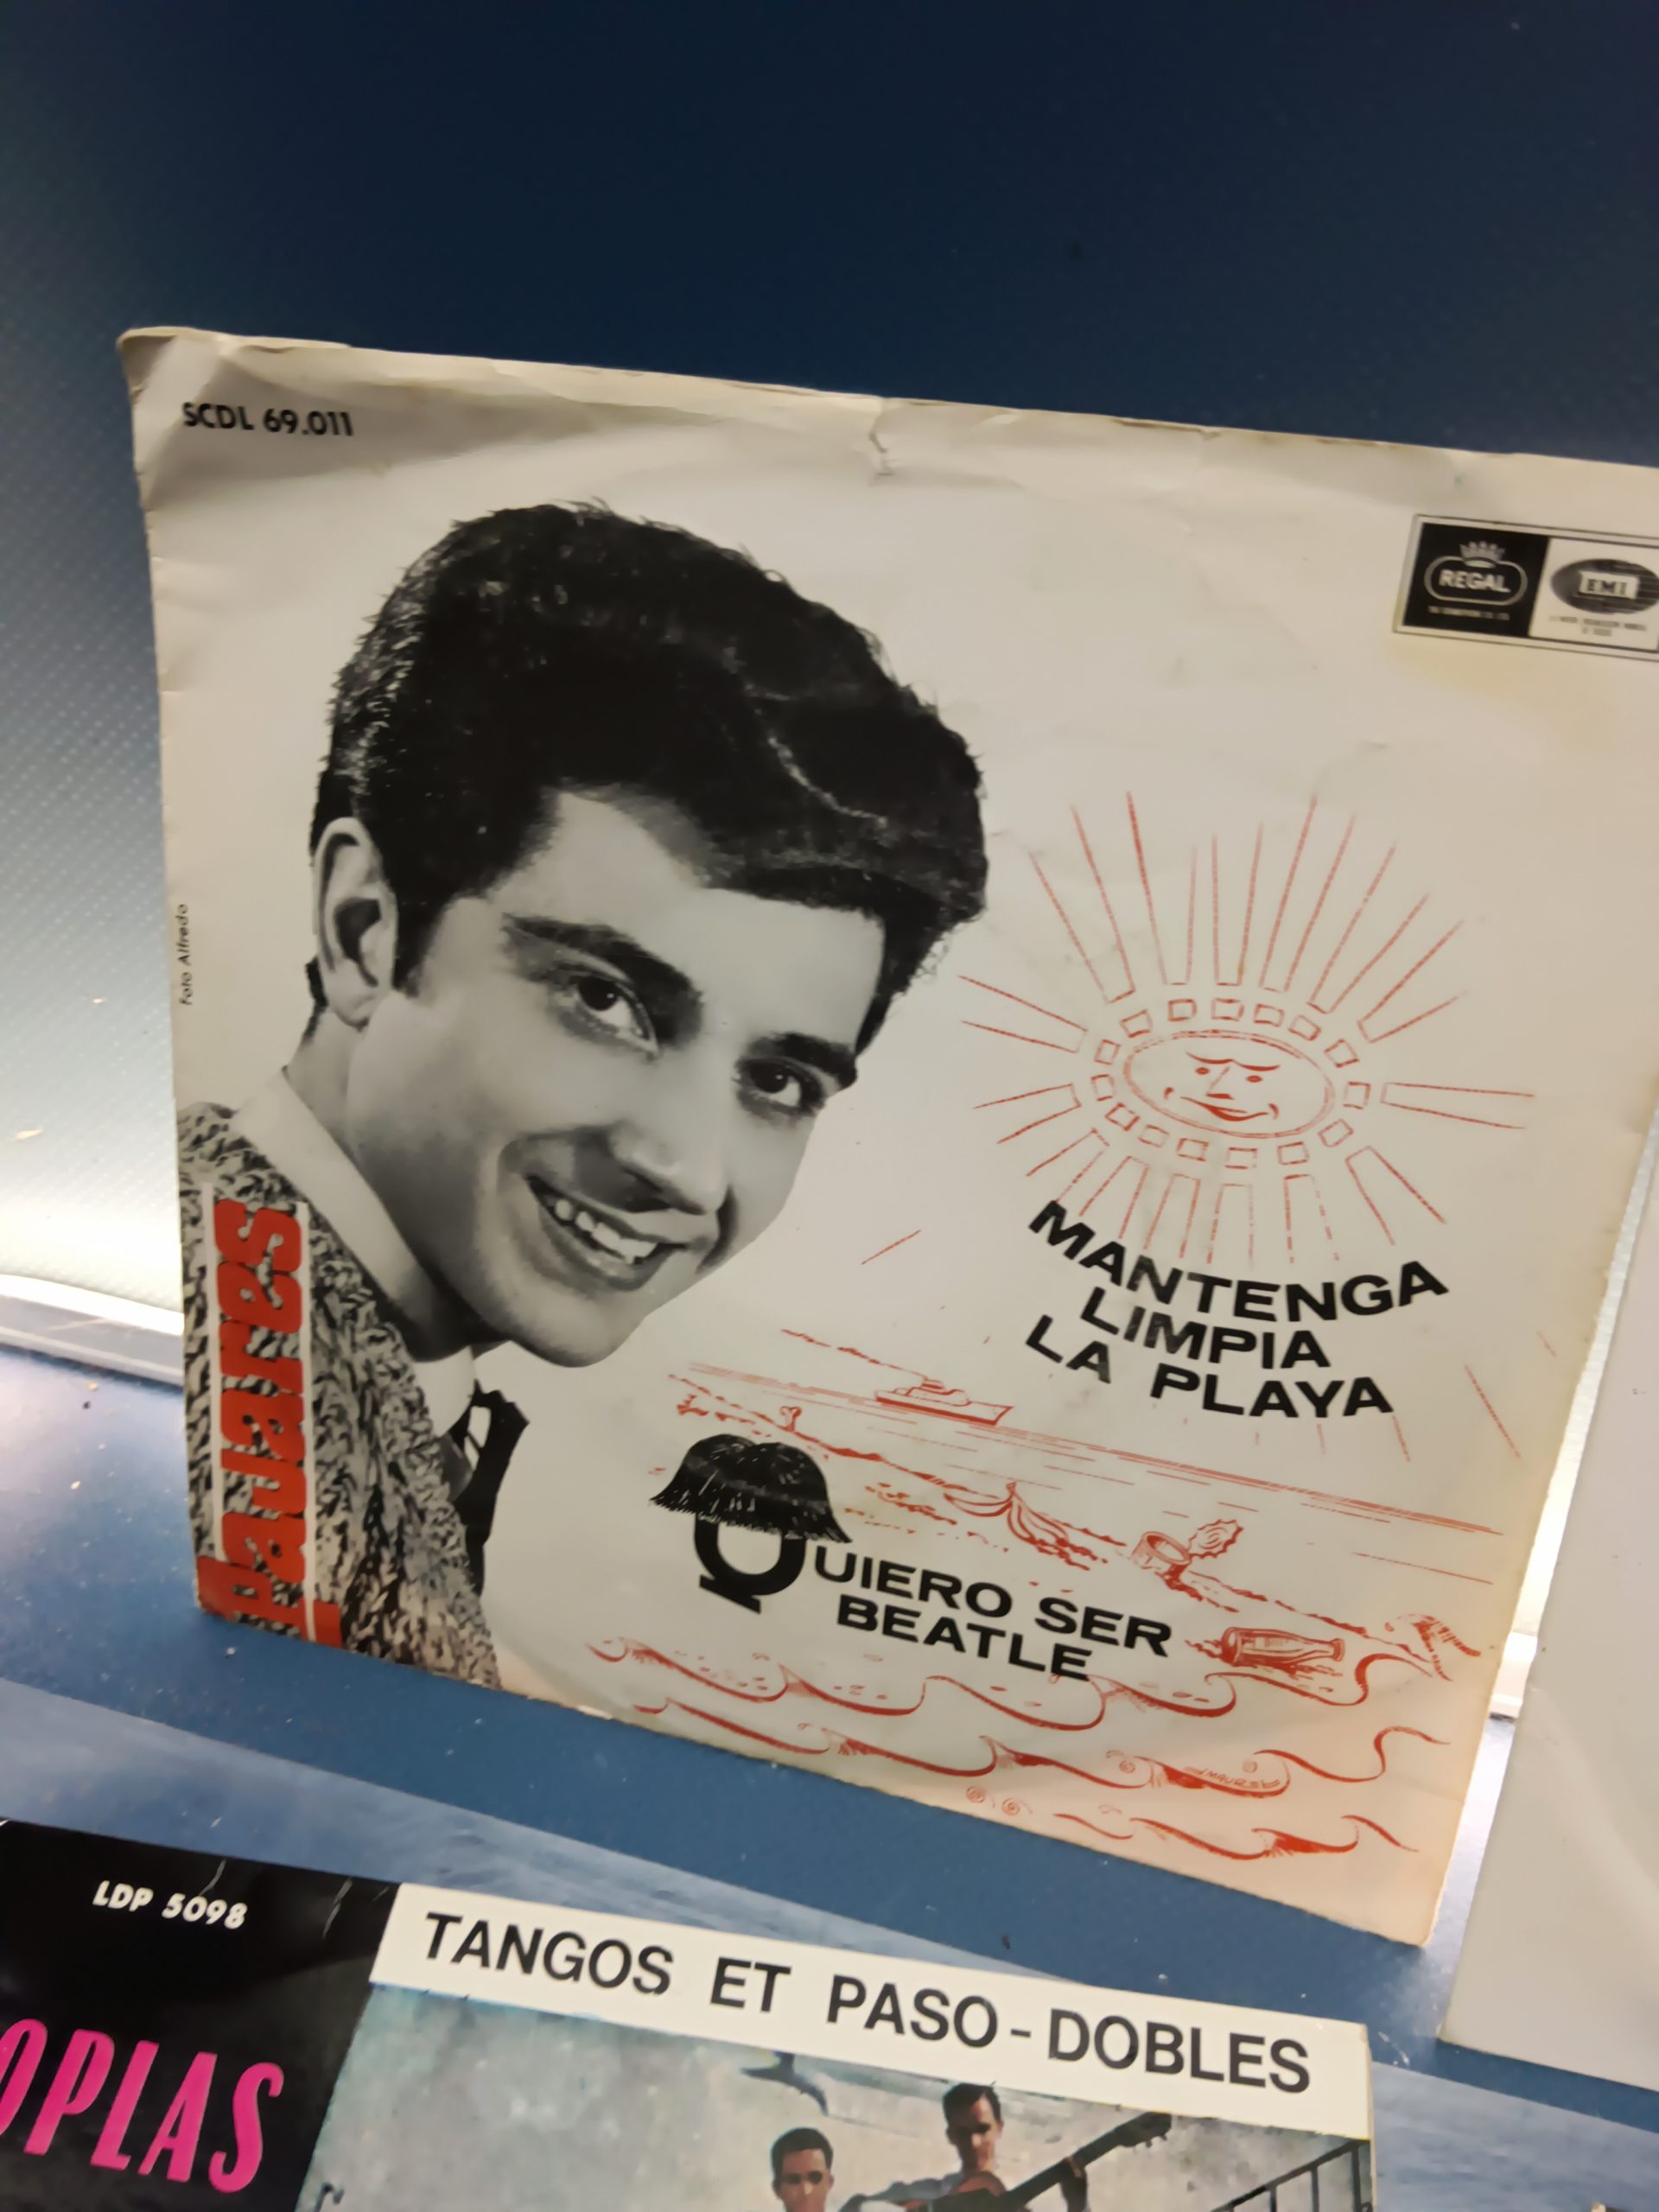 SCDL 69.011
REGAL
EMI
Foto Alfredo
Pajares
MANTENGA
LIMPIA
LA PLAYA
QUIERO SER
BEATLE
LDP 5098
TANGOS ET PASO-DOBLES
OPLAS